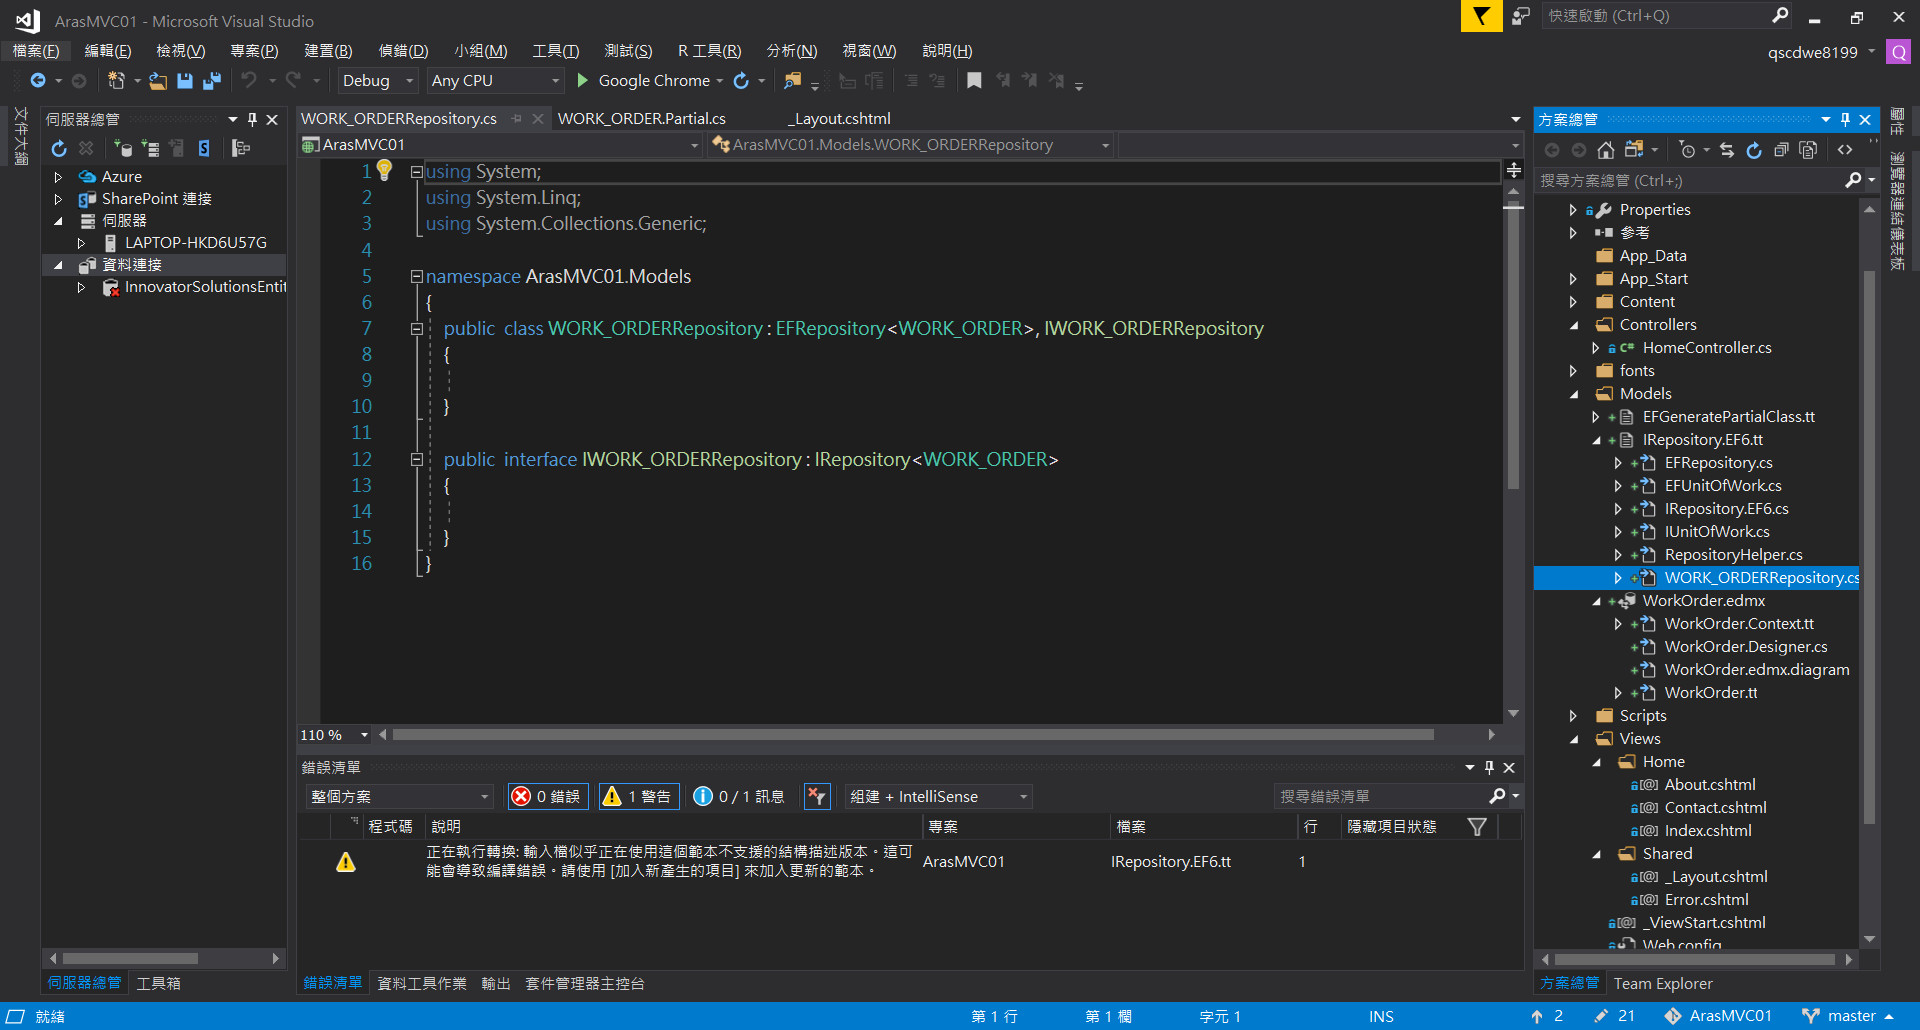 ArasMVC01 - Microsoft Visual Studio
快速啟動 (Ctrl+Q)
檔案(F) 編輯(E) 檢視(V) 專案(P) 建置(B) 偵錯(D) 小組(M) 工具(T) 測試(S) R 工具(R) 分析(N) 視窗(W) 說明(H)
qscdwe8199 Q
Debug Any CPU Google Chrome
文件大綱
伺服器總管
Azure
SharePoint 連接
伺服器
LAPTOP-HKD6U57G
資料連接
InnovatorSolutionsEntit
伺服器總管 工具箱
WORK_ORDERRepository.cs WORK_ORDER.Partial.cs _Layout.cshtml
ArasMVC01 ArasMVC01.Models.WORK_ORDERRepository
1 using System;
2 using System.Linq;
3 using System.Collections.Generic;
4
5 namespace ArasMVC01.Models
6 {
7 public class WORK_ORDERRepository : EFRepository<WORK_ORDER>, IWORK_ORDERRepository
8 {
9
10 }
11
12 public interface IWORK_ORDERRepository : IRepository<WORK_ORDER>
13 {
14
15 }
16 }
110 %
錯誤清單
整個方案 0 錯誤 1 警告 0 / 1 訊息 組建 + IntelliSense 搜尋錯誤清單
程式碼 說明 專案 檔案 行 隱藏項目狀態
正在執行轉換: 輸入檔似乎正在使用這個範本不支援的結構描述版本。這可
能會導致編譯錯誤。請使用 [加入新產生的項目] 來加入更新的範本。
ArasMVC01 IRepository.EF6.tt 1
錯誤清單 資料工具作業 輸出 套件管理器主控台
方案總管
搜尋方案總管 (Ctrl+;)
Properties
參考
App_Data
App_Start
Content
Controllers
HomeController.cs
fonts
Models
EFGeneratePartialClass.tt
IRepository.EF6.tt
EFRepository.cs
EFUnitOfWork.cs
IRepository.EF6.cs
IUnitOfWork.cs
RepositoryHelper.cs
WORK_ORDERRepository.cs
WorkOrder.edmx
WorkOrder.Context.tt
WorkOrder.Designer.cs
WorkOrder.edmx.diagram
WorkOrder.tt
Scripts
Views
Home
About.cshtml
Contact.cshtml
Index.cshtml
Shared
_Layout.cshtml
Error.cshtml
_ViewStart.cshtml
Web.config
方案總管 Team Explorer
屬性
瀏覽器連結儀表板
就緒 第 1 行 第 1 欄 字元 1 INS 2 21 ArasMVC01 master